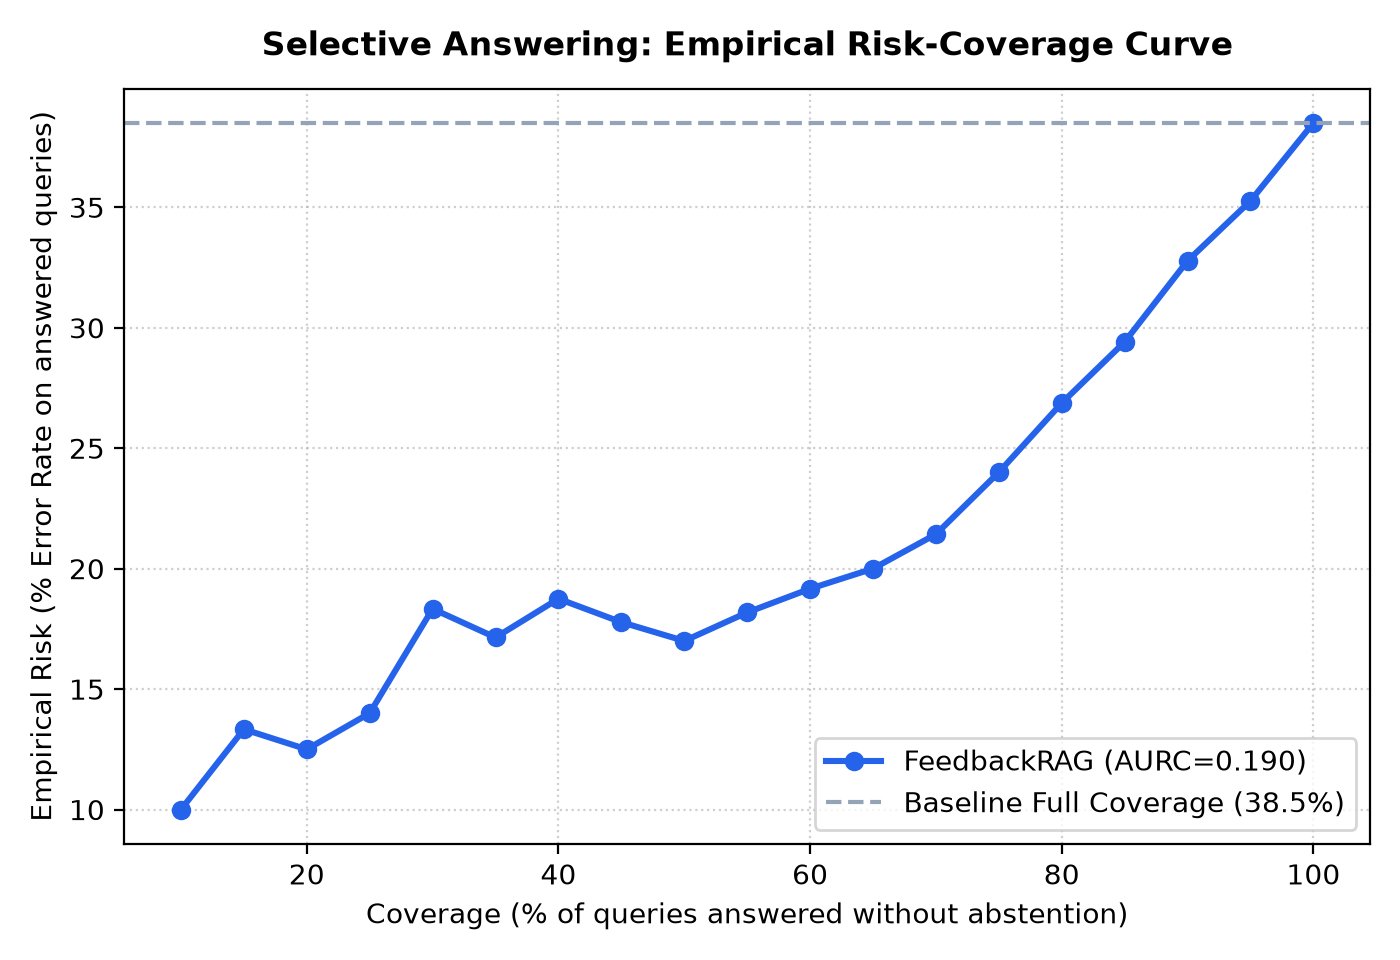 Selective Answering: Empirical Risk-Coverage Curve
Empirical Risk (% Error Rate on answered queries)
35
30
25
20
15
10
FeedbackRAG (AURC=0.190)
Baseline Full Coverage (38.5%)
20 40 60 80 100
Coverage (% of queries answered without abstention)